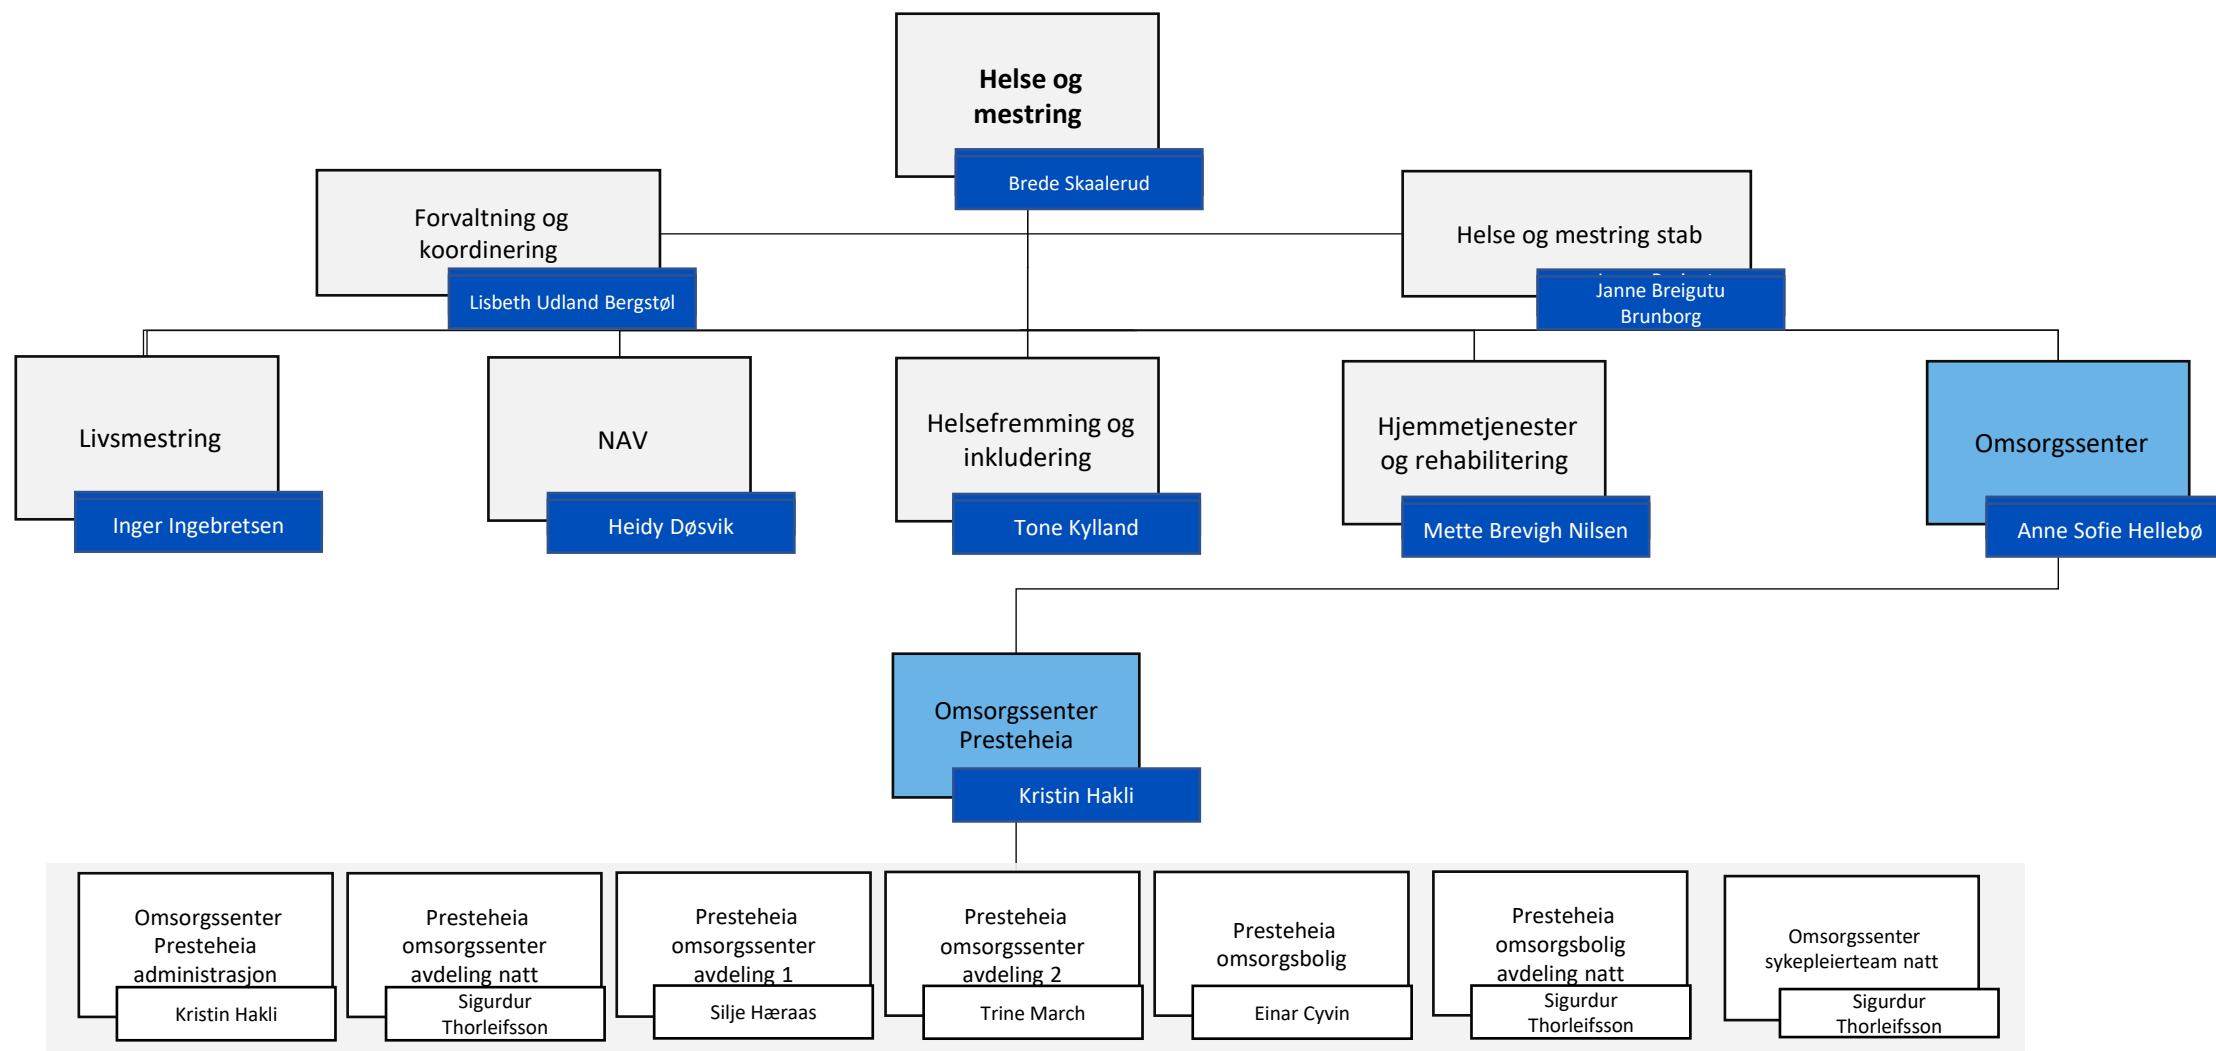 Helse og
mestring
Brede Skaalerud
Forvaltning og
koordinering
Lisbeth Udland Bergstøl
Helse og mestring stab
Janne Breigutu
Brunborg
Livsmestring
Inger Ingebretsen
NAV
Heidy Døsvik
Helsefremming og
inkludering
Tone Kylland
Hjemmetjenester
og rehabilitering
Mette Brevigh Nilsen
Omsorgssenter
Anne Sofie Hellebø
Omsorgssenter
Presteheia
Kristin Hakli
Omsorgssenter
Presteheia
administrasjon
Kristin Hakli
Presteheia
omsorgssenter
avdeling natt
Sigurdur
Thorleifsson
Presteheia
omsorgssenter
avdeling 1
Silje Hæraas
Presteheia
omsorgssenter
avdeling 2
Trine March
Presteheia
omsorgsbolig
Einar Cyvin
Presteheia
omsorgsbolig
avdeling natt
Sigurdur
Thorleifsson
Omsorgssenter
sykepleierteam natt
Sigurdur
Thorleifsson